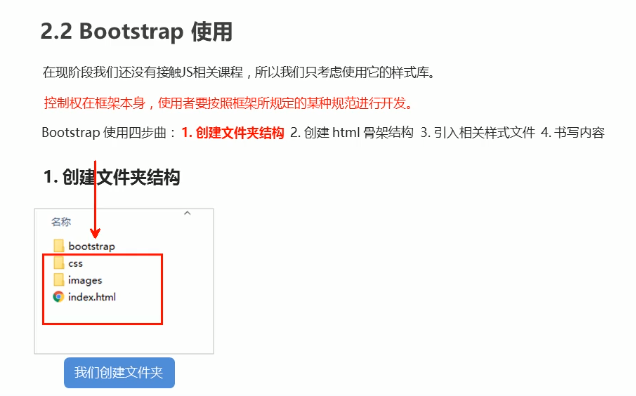 2.2 Bootstrap 使用
在现阶段我们还没有接触JS相关课程，所以我们只考虑使用它的样式库。
控制权在框架本身，使用者要按照框架所规定的某种规范进行开发。
Bootstrap 使用四步曲：1. 创建文件夹结构 2. 创建 html 骨架结构 3. 引入相关样式文件 4. 书写内容
1. 创建文件夹结构
名称
bootstrap
css
images
index.html
我们创建文件夹